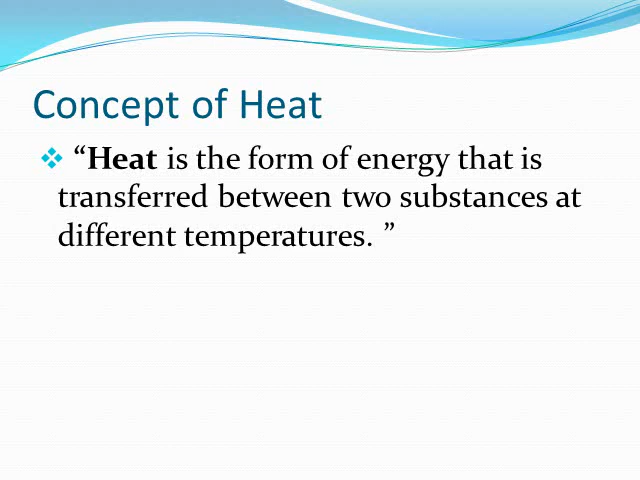 Concept of Heat
❖ “Heat is the form of energy that is
transferred between two substances at
different temperatures. ”